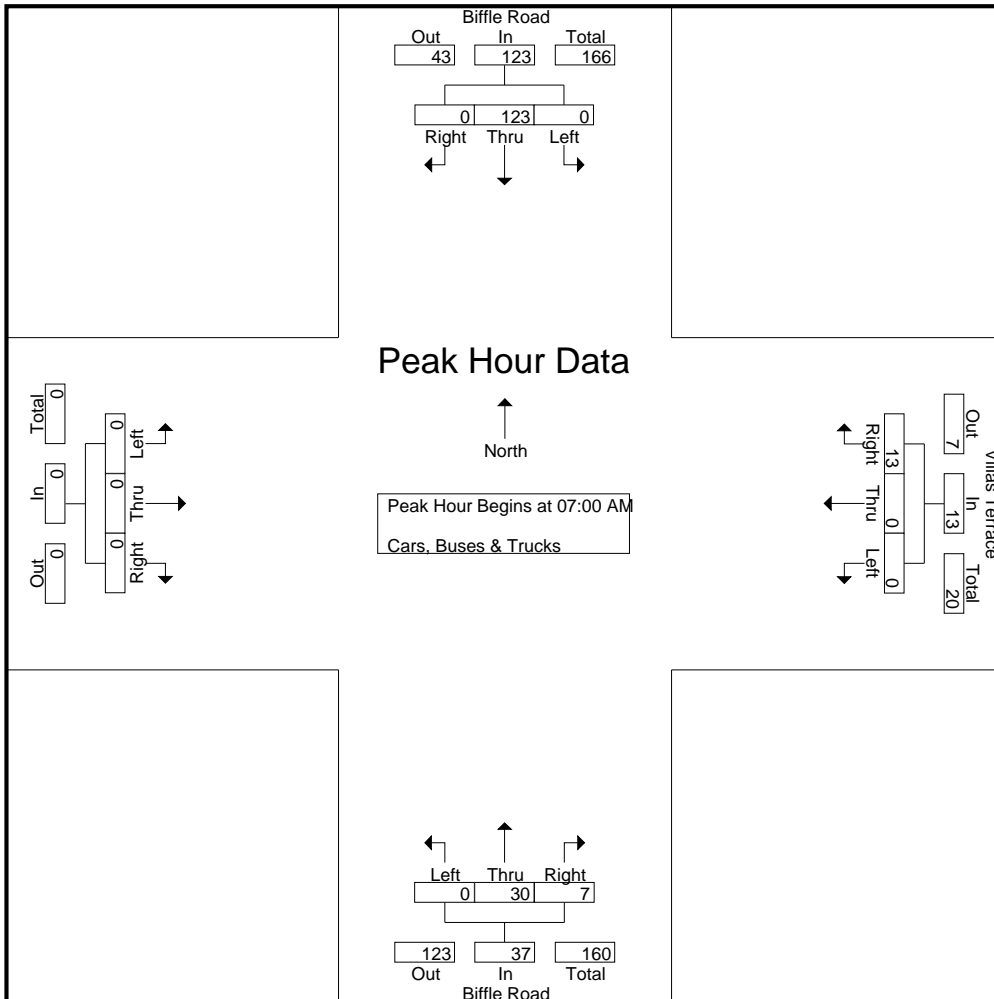 Biffle Road
Out In Total
43 123 166
0 123 0
Right Thru Left
Peak Hour Data
North
Peak Hour Begins at 07:00 AM
Cars, Buses & Trucks
Total In Out
0 0 0
0 0 0
Left Thru Right
Villas Terrace
Out In Total
7 13 20
13 0 0
Right Thru Left
Left Thru Right
0 30 7
123 37 160
Out In Total
Biffle Road